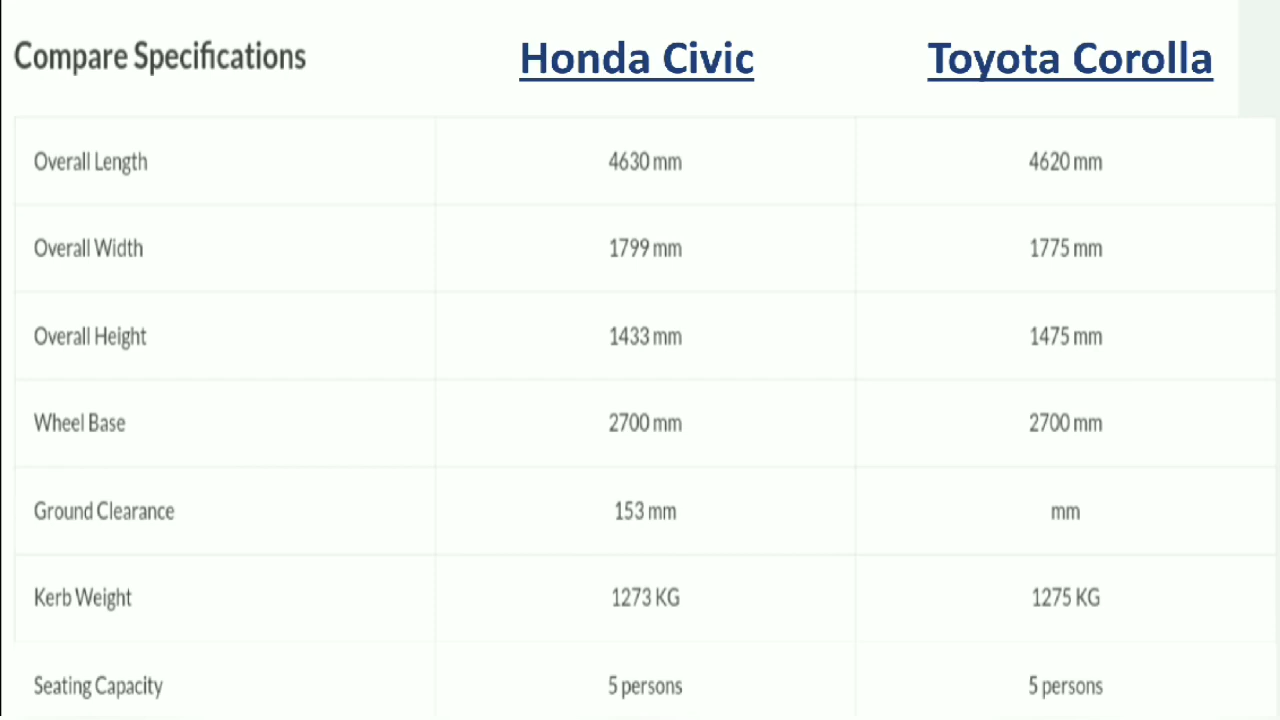 Compare Specifications Honda Civic Toyota Corolla
Overall Length 4630 mm 4620 mm
Overall Width 1799 mm 1775 mm
Overall Height 1433 mm 1475 mm
Wheel Base 2700 mm 2700 mm
Ground Clearance 153 mm mm
Kerb Weight 1273 KG 1275 KG
Seating Capacity 5 persons 5 persons